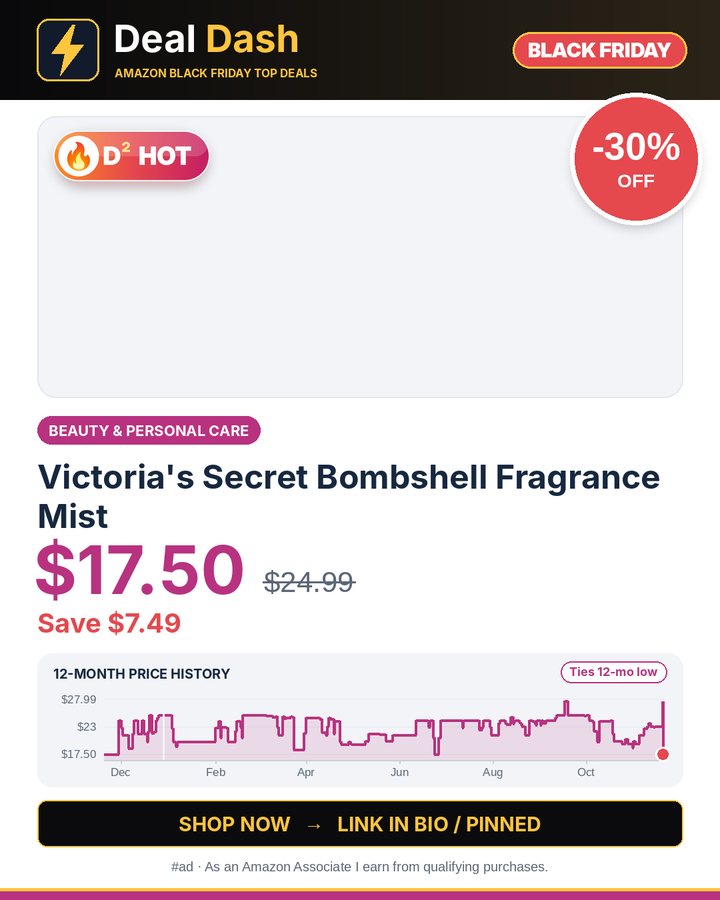 Deal Dash
AMAZON BLACK FRIDAY TOP DEALS
BLACK FRIDAY
D² HOT
-30%
OFF
BEAUTY & PERSONAL CARE
Victoria's Secret Bombshell Fragrance
Mist
$17.50 $24.99
Save $7.49
12-MONTH PRICE HISTORY
Ties 12-mo low
$27.99
$23
$17.50
Dec Feb Apr Jun Aug Oct
SHOP NOW → LINK IN BIO / PINNED
#ad · As an Amazon Associate I earn from qualifying purchases.